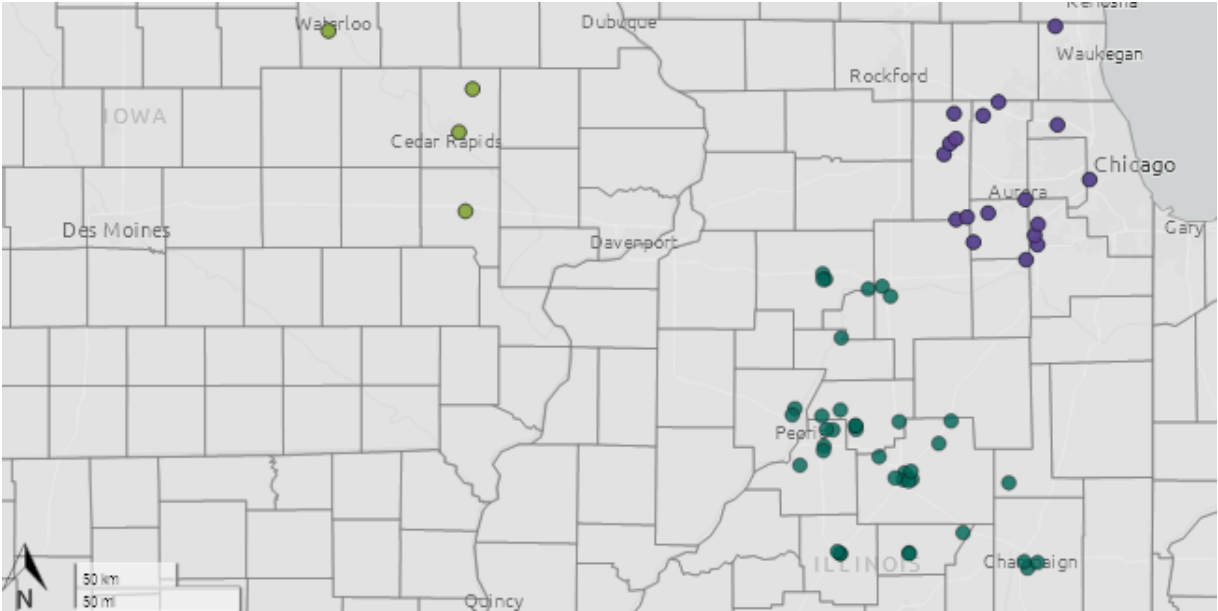 Kenosha
Waterloo
Dubuque
Waukegan
Rockford
IOWA
Cedar Rapids
Chicago
Aurora
Des Moines
Davenport
Gary
Peoria
ILLINOIS
Champaign
50 km
50 mi
N
Quincy